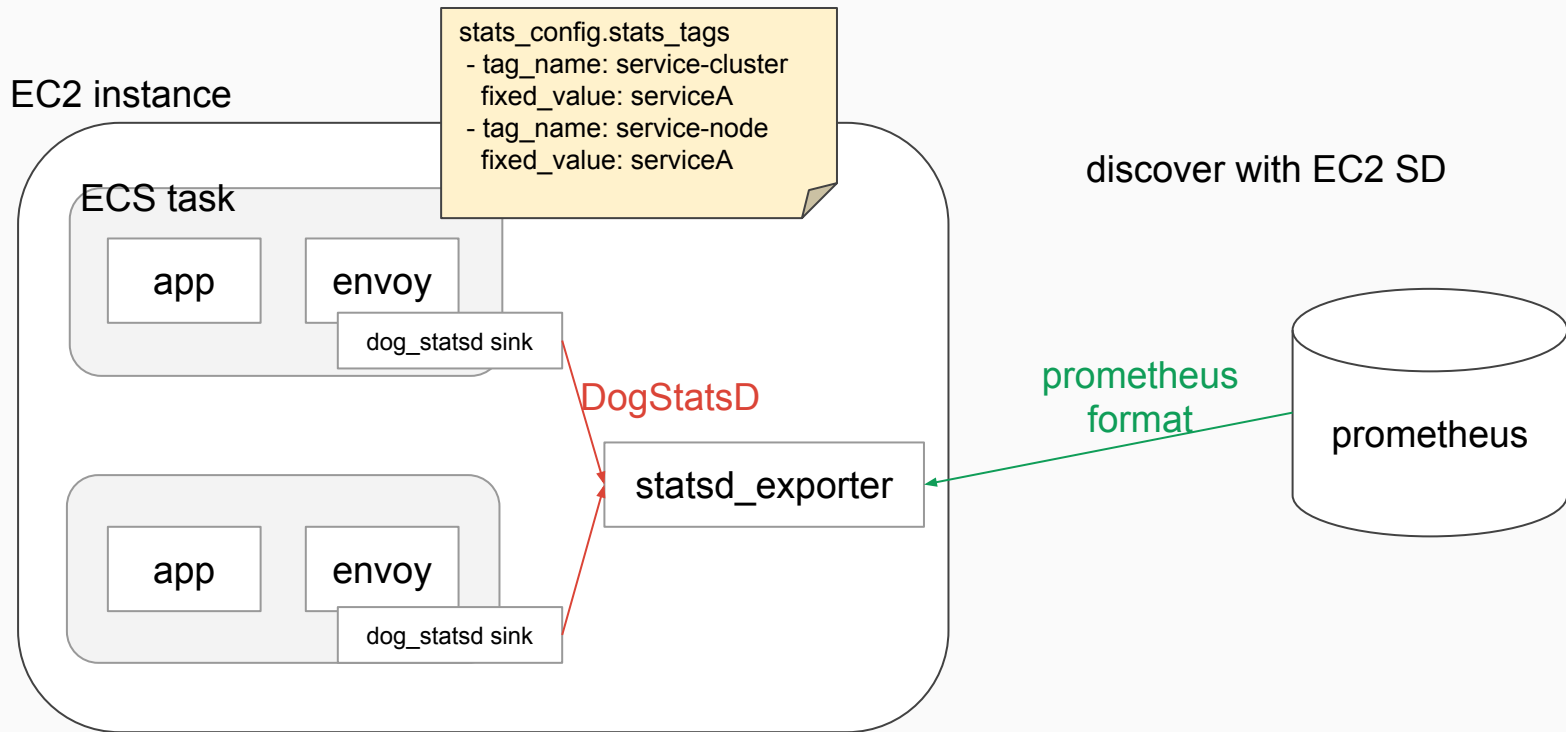 stats_config.stats_tags
- tag_name: service-cluster
fixed_value: serviceA
- tag_name: service-node
fixed_value: serviceA
EC2 instance
discover with EC2 SD
ECS task
app
envoy
dog_statsd sink
DogStatsD
prometheus
format
prometheus
statsd_exporter
app
envoy
dog_statsd sink